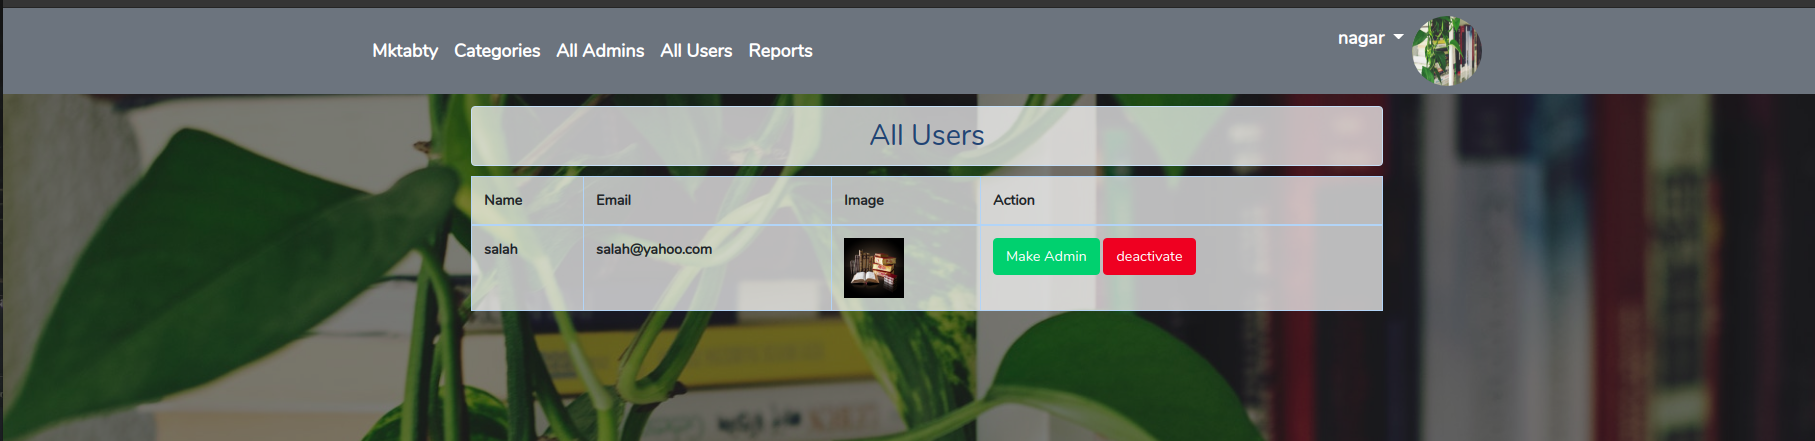 Mktabty Categories All Admins All Users Reports nagar
All Users
Name Email Image Action
salah salah@yahoo.com Make Admin deactivate